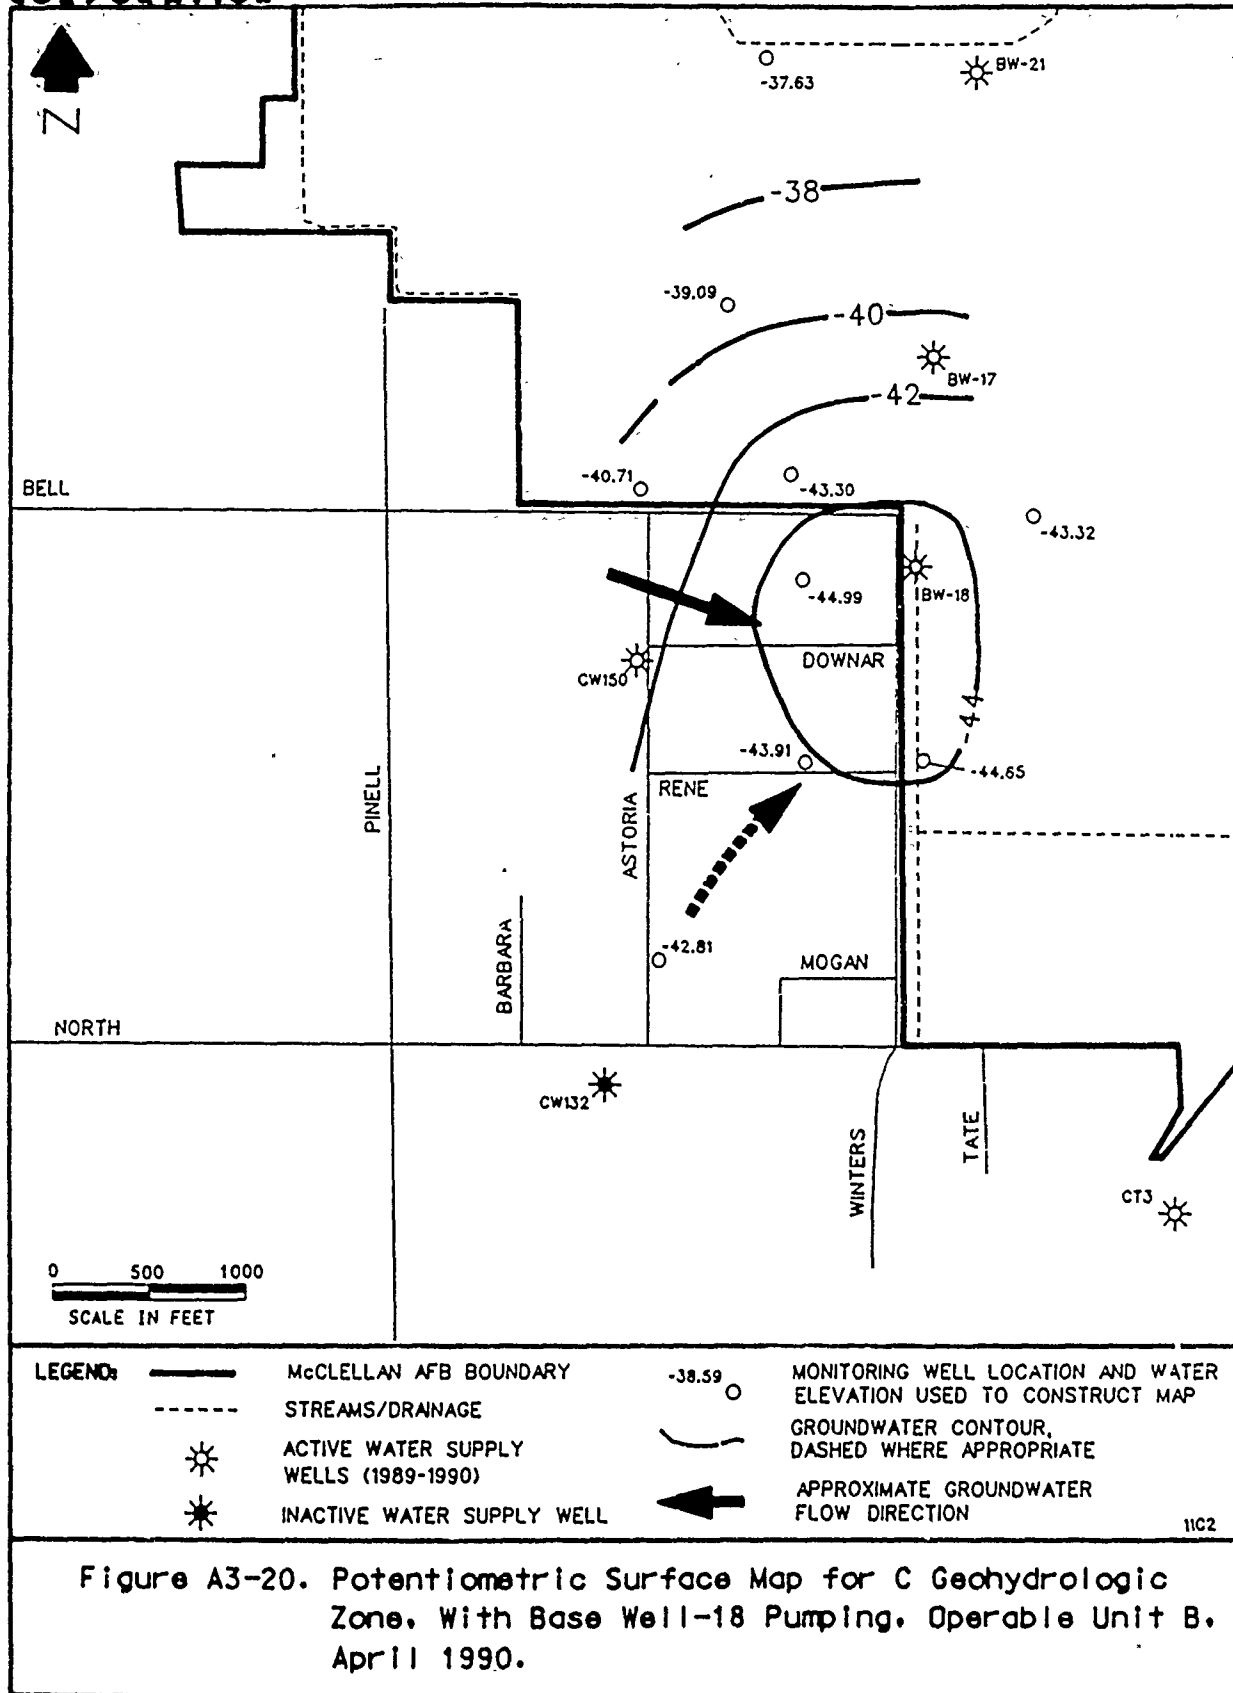 CORPORATION
Z
-37.63
BW-21
-38
-39.09
-40
BW-17
-42
-40.71
-43.30
BELL
-43.32
-44.99
BW-18
DOWNAR
CW150
-44
-43.91
-44.65
RENE
PINELL
ASTORIA
BARBARA
-42.81
MOGAN
NORTH
CW132
WINTERS
TATE
CT3
0 500 1000
SCALE IN FEET
LEGEND:
McCLELLAN AFB BOUNDARY
STREAMS/DRAINAGE
ACTIVE WATER SUPPLY
WELLS (1989-1990)
INACTIVE WATER SUPPLY WELL
-38.59
MONITORING WELL LOCATION AND WATER
ELEVATION USED TO CONSTRUCT MAP
GROUNDWATER CONTOUR,
DASHED WHERE APPROPRIATE
APPROXIMATE GROUNDWATER
FLOW DIRECTION
11C2
Figure A3-20. Potentiometric Surface Map for C Geohydrologic
Zone, With Base Well-18 Pumping, Operable Unit B,
April 1990.